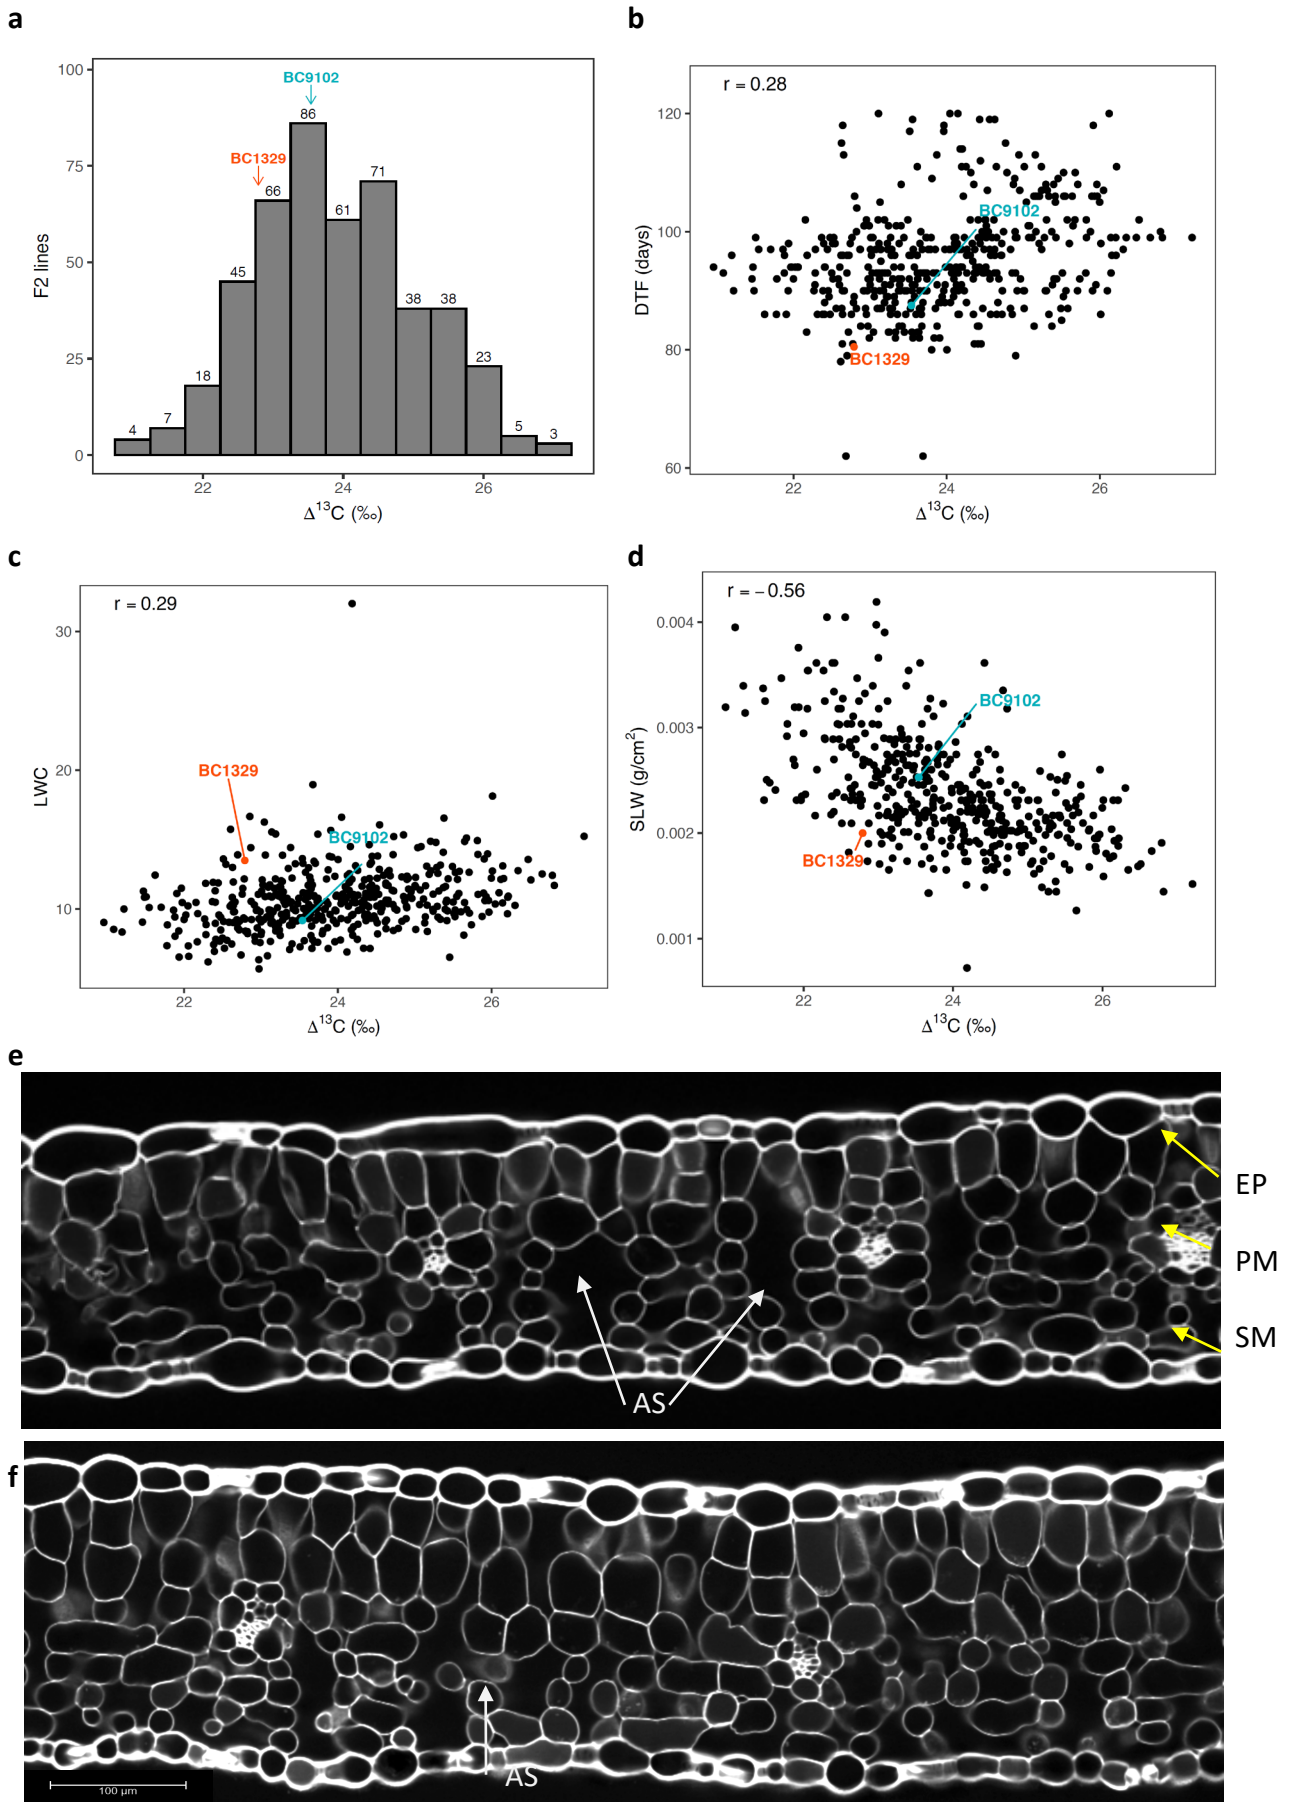 a
100
75
50
25
0
F2 lines
BC9102
BC1329
4
7
18
45
66
86
61
71
38
38
23
5
3
22
24
26
Δ¹³C (‰)
b
r = 0.28
120
100
80
60
DTF (days)
BC9102
BC1329
22
24
26
Δ¹³C (‰)
c
r = 0.29
30
20
10
LWC
BC1329
BC9102
22
24
26
Δ¹³C (‰)
d
r = −0.56
0.004
0.003
0.002
0.001
SLW (g/cm²)
BC9102
BC1329
22
24
26
Δ¹³C (‰)
e
EP
PM
SM
AS
f
AS
100 µm